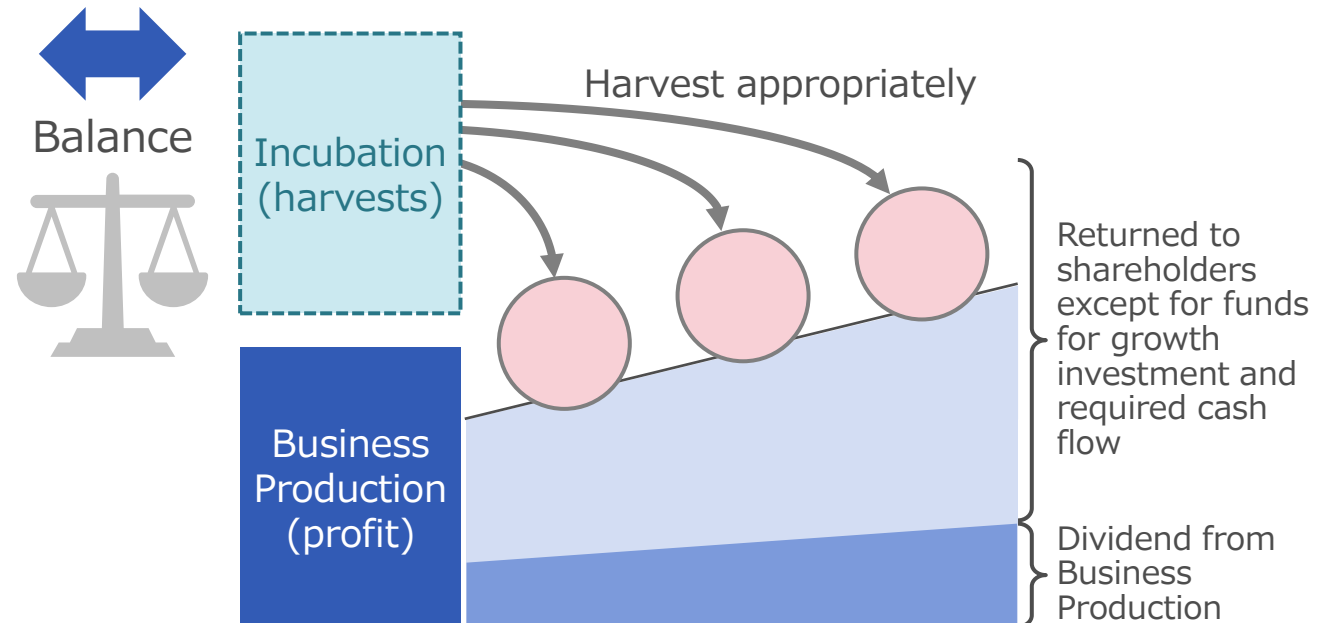 Balance
Incubation
(harvests)
Harvest appropriately
Business
Production
(profit)
Returned to
shareholders
except for funds
for growth
investment and
required cash
flow
Dividend from
Business
Production